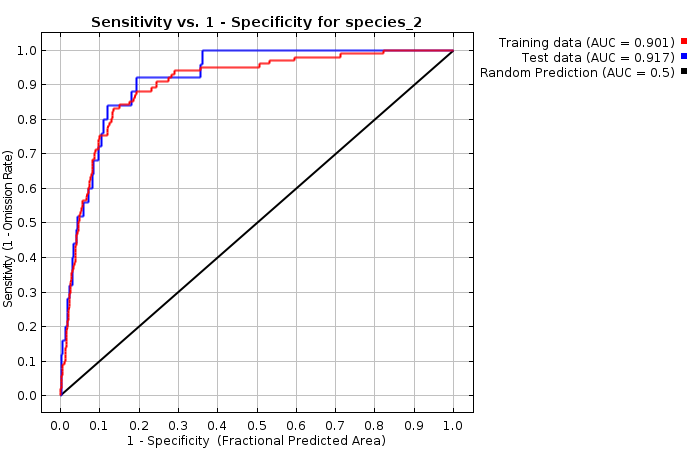 Sensitivity vs. 1 - Specificity for species_2
Training data (AUC = 0.901)
Test data (AUC = 0.917)
Random Prediction (AUC = 0.5)
Sensitivity (1 - Omission Rate)
1.0
0.9
0.8
0.7
0.6
0.5
0.4
0.3
0.2
0.1
0.0
0.0 0.1 0.2 0.3 0.4 0.5 0.6 0.7 0.8 0.9 1.0
1 - Specificity (Fractional Predicted Area)